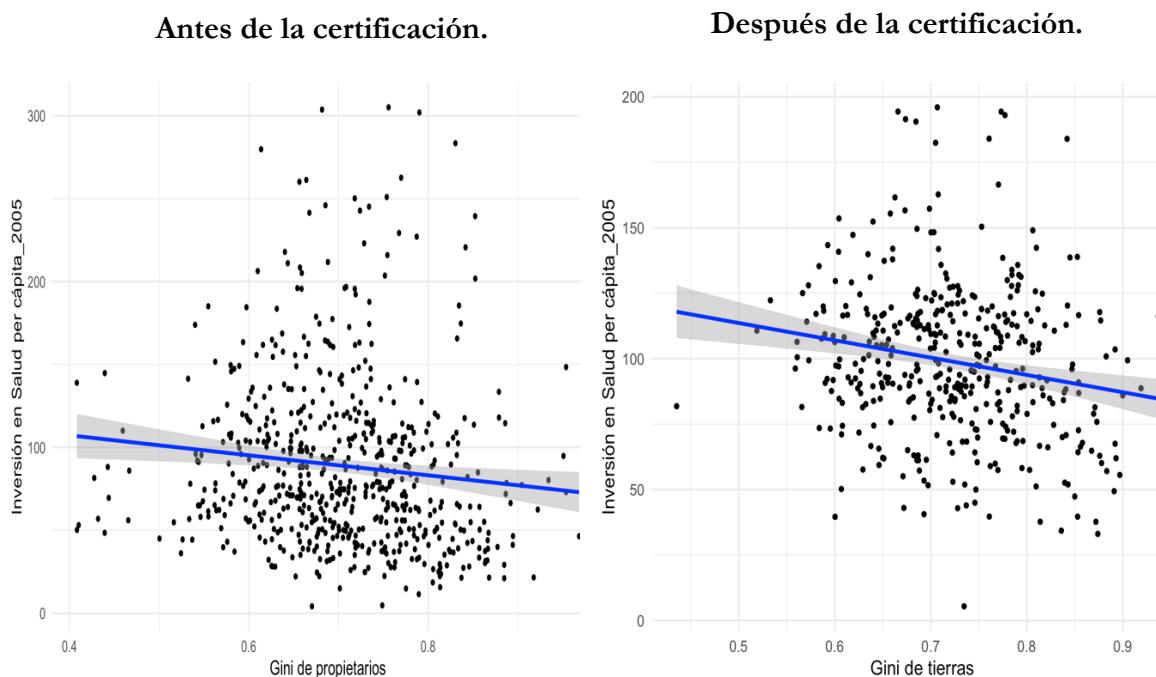 Antes de la certificación.
Después de la certificación.
Inversión en Salud per cápita_2005
300
200
100
0
0.4
0.6
0.8
Gini de propietarios
Inversión en Salud per cápita_2005
200
150
100
50
0
0.5
0.6
0.7
0.8
0.9
Gini de tierras